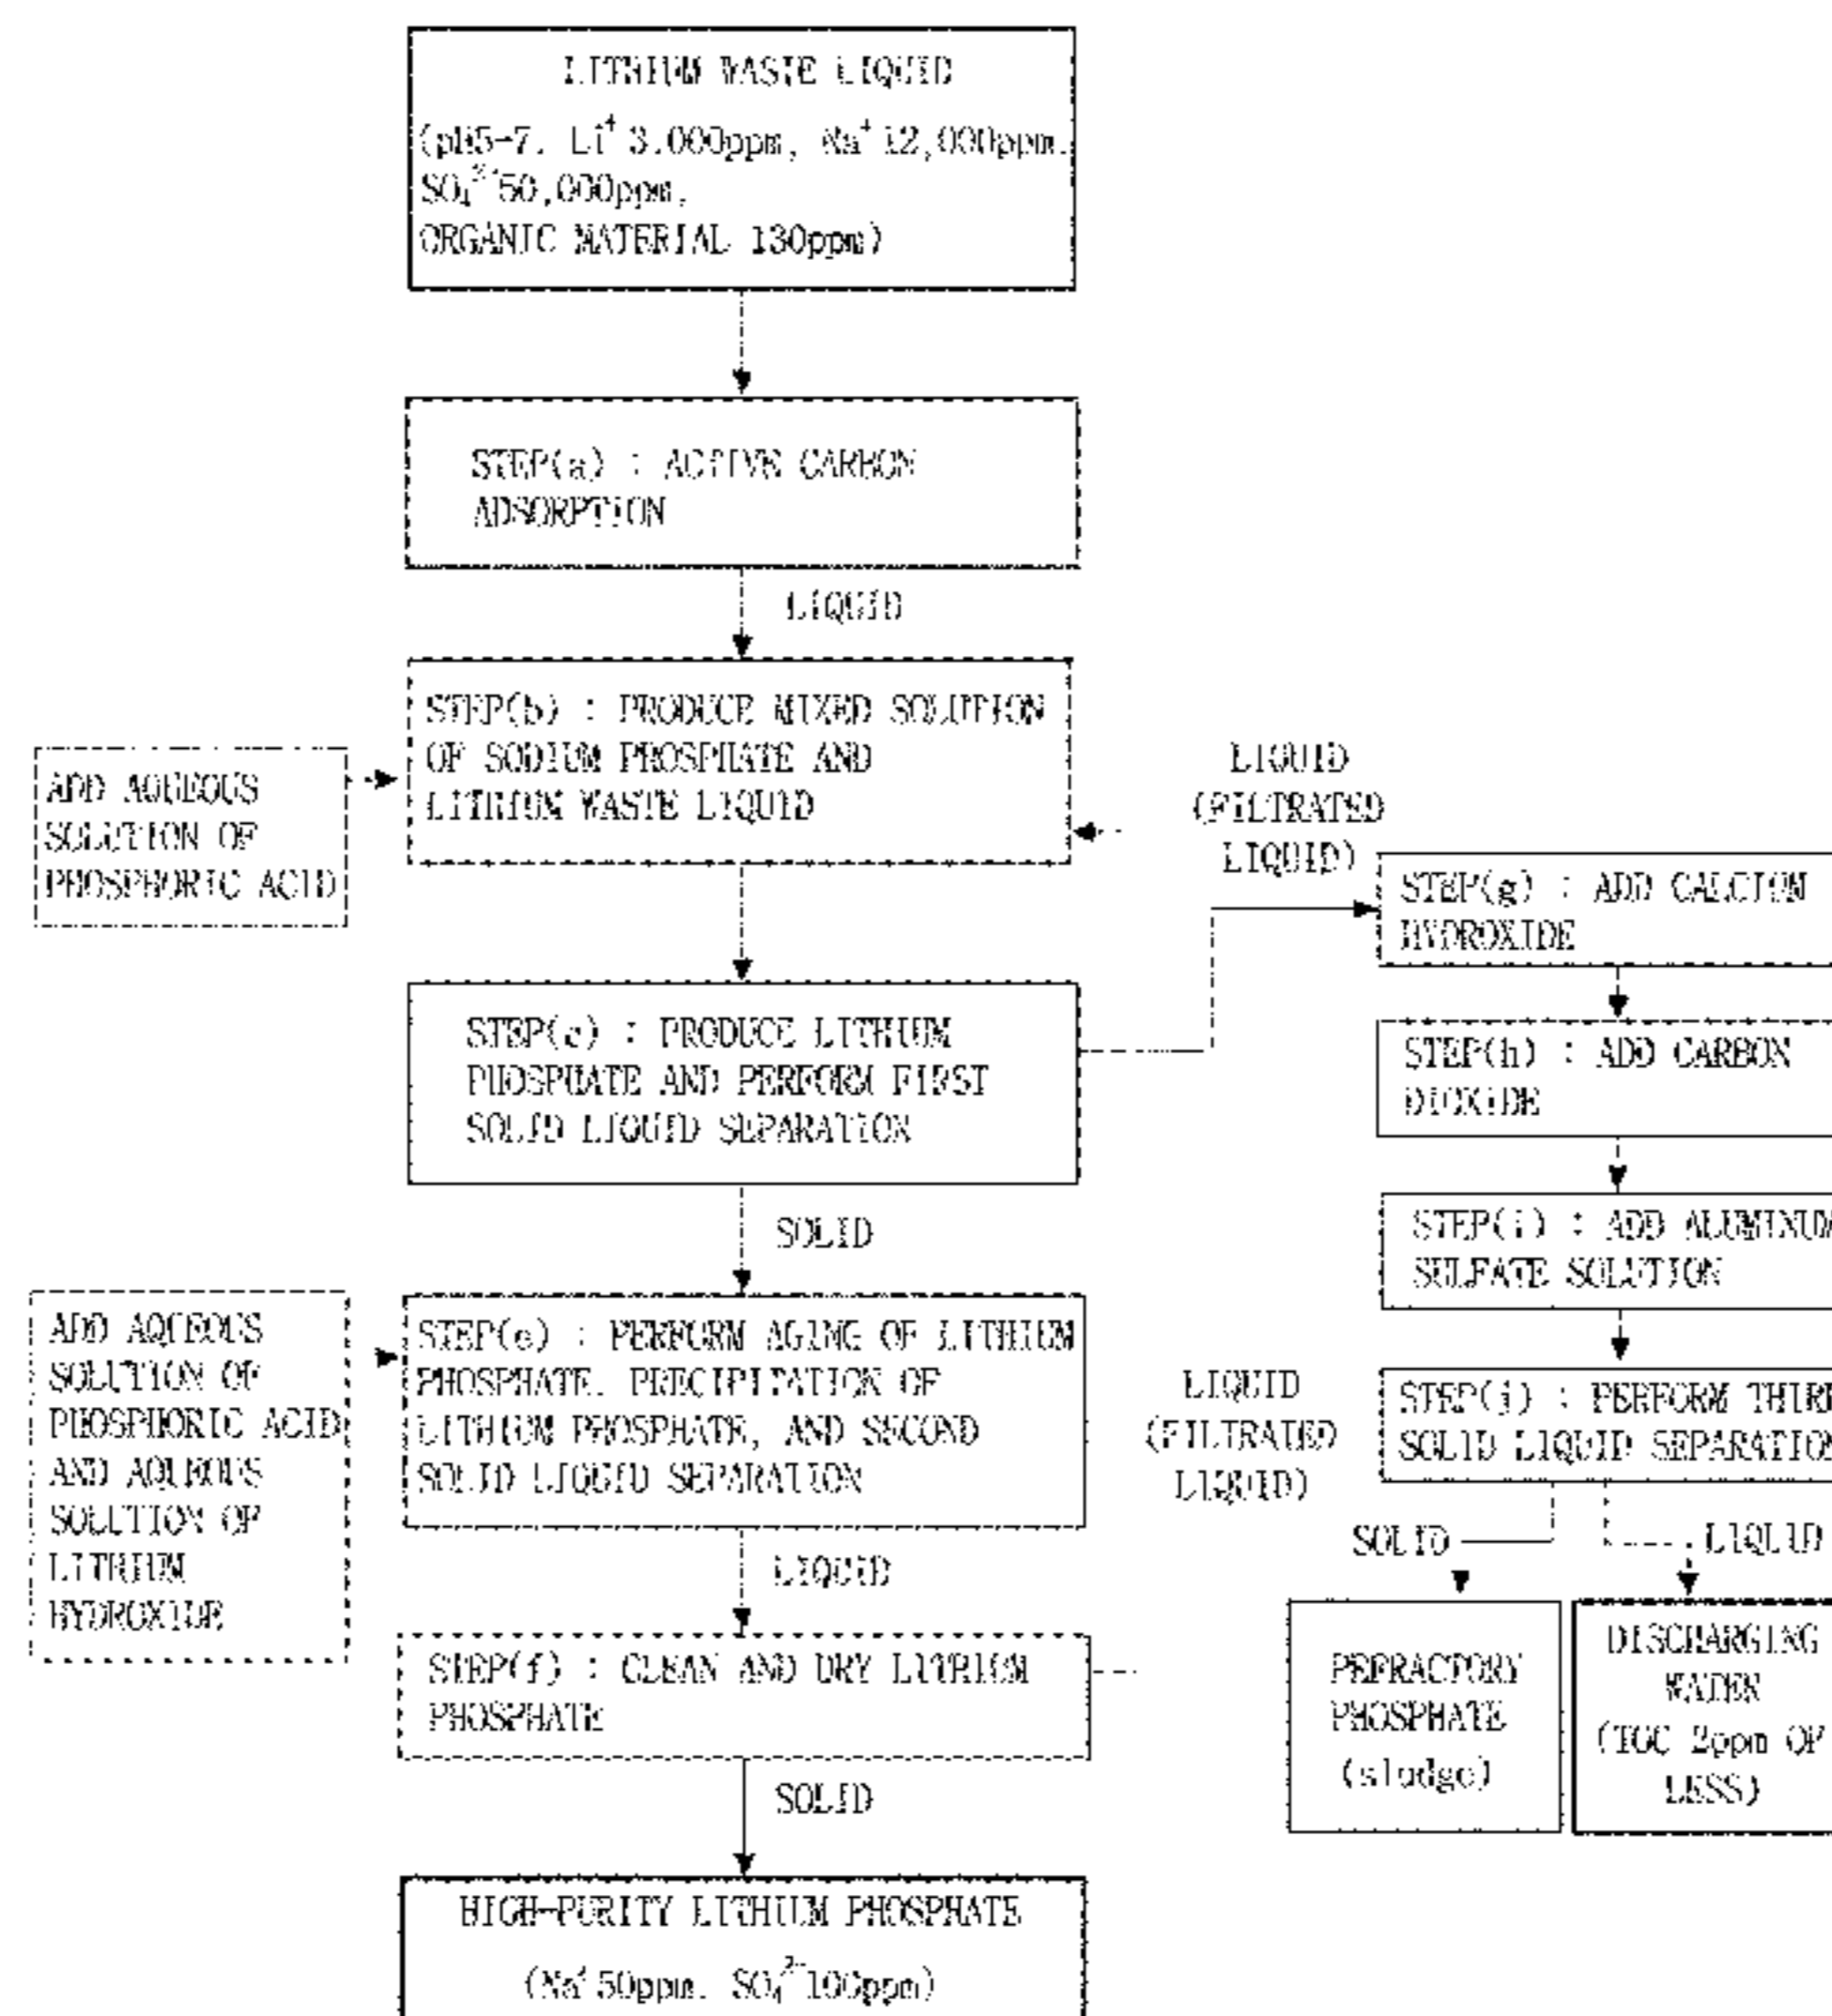 LITHIUM WASTE LIQUID
(pH5-7. Li⁺ 3.000ppm, Na⁺ 12,000ppm.
SO₄²⁻ 50,000ppm,
ORGANIC MATERIAL 130ppm)
STEP(a) : ACTIVE CARBON
ADSORPTION
LIQUID
STEP(b) : PRODUCE MIXED SOLUTION
OF SODIUM PHOSPHATE AND
LITHIUM WASTE LIQUID
ADD AQUEOUS
SOLUTION OF
PHOSPHORIC ACID
LIQUID
(FILTRATED
LIQUID)
STEP(g) : ADD CALCIUM
HYDROXIDE
STEP(c) : PRODUCE LITHIUM
PHOSPHATE AND PERFORM FIRST
SOLID LIQUID SEPARATION
STEP(h) : ADD CARBON
DIOXIDE
SOLID
STEP(i) : ADD ALUMINUM
SULFATE SOLUTION
ADD AQUEOUS
SOLUTION OF
PHOSPHORIC ACID
AND AQUEOUS
SOLUTION OF
LITHIUM
HYDROXIDE
STEP(e) : PERFORM AGING OF LITHIUM
PHOSPHATE. PRECIPITATION OF
LITHIUM PHOSPHATE, AND SECOND
SOLID LIQUID SEPARATION
LIQUID
(FILTRATED
LIQUID)
STEP(j) : PERFORM THIR
SOLID LIQUID SEPARATION
SOLID
LIQUID
LIQUID
STEP(f) : CLEAN AND DRY LITHIUM
PHOSPHATE
REFRACTORY
PHOSPHATE
(sludge)
DISCHARGING
WATER
(TOC 2ppm OF
LESS)
SOLID
HIGH-PURITY LITHIUM PHOSPHATE
(Na⁺ 50ppm. SO₄²⁻ 100ppm)